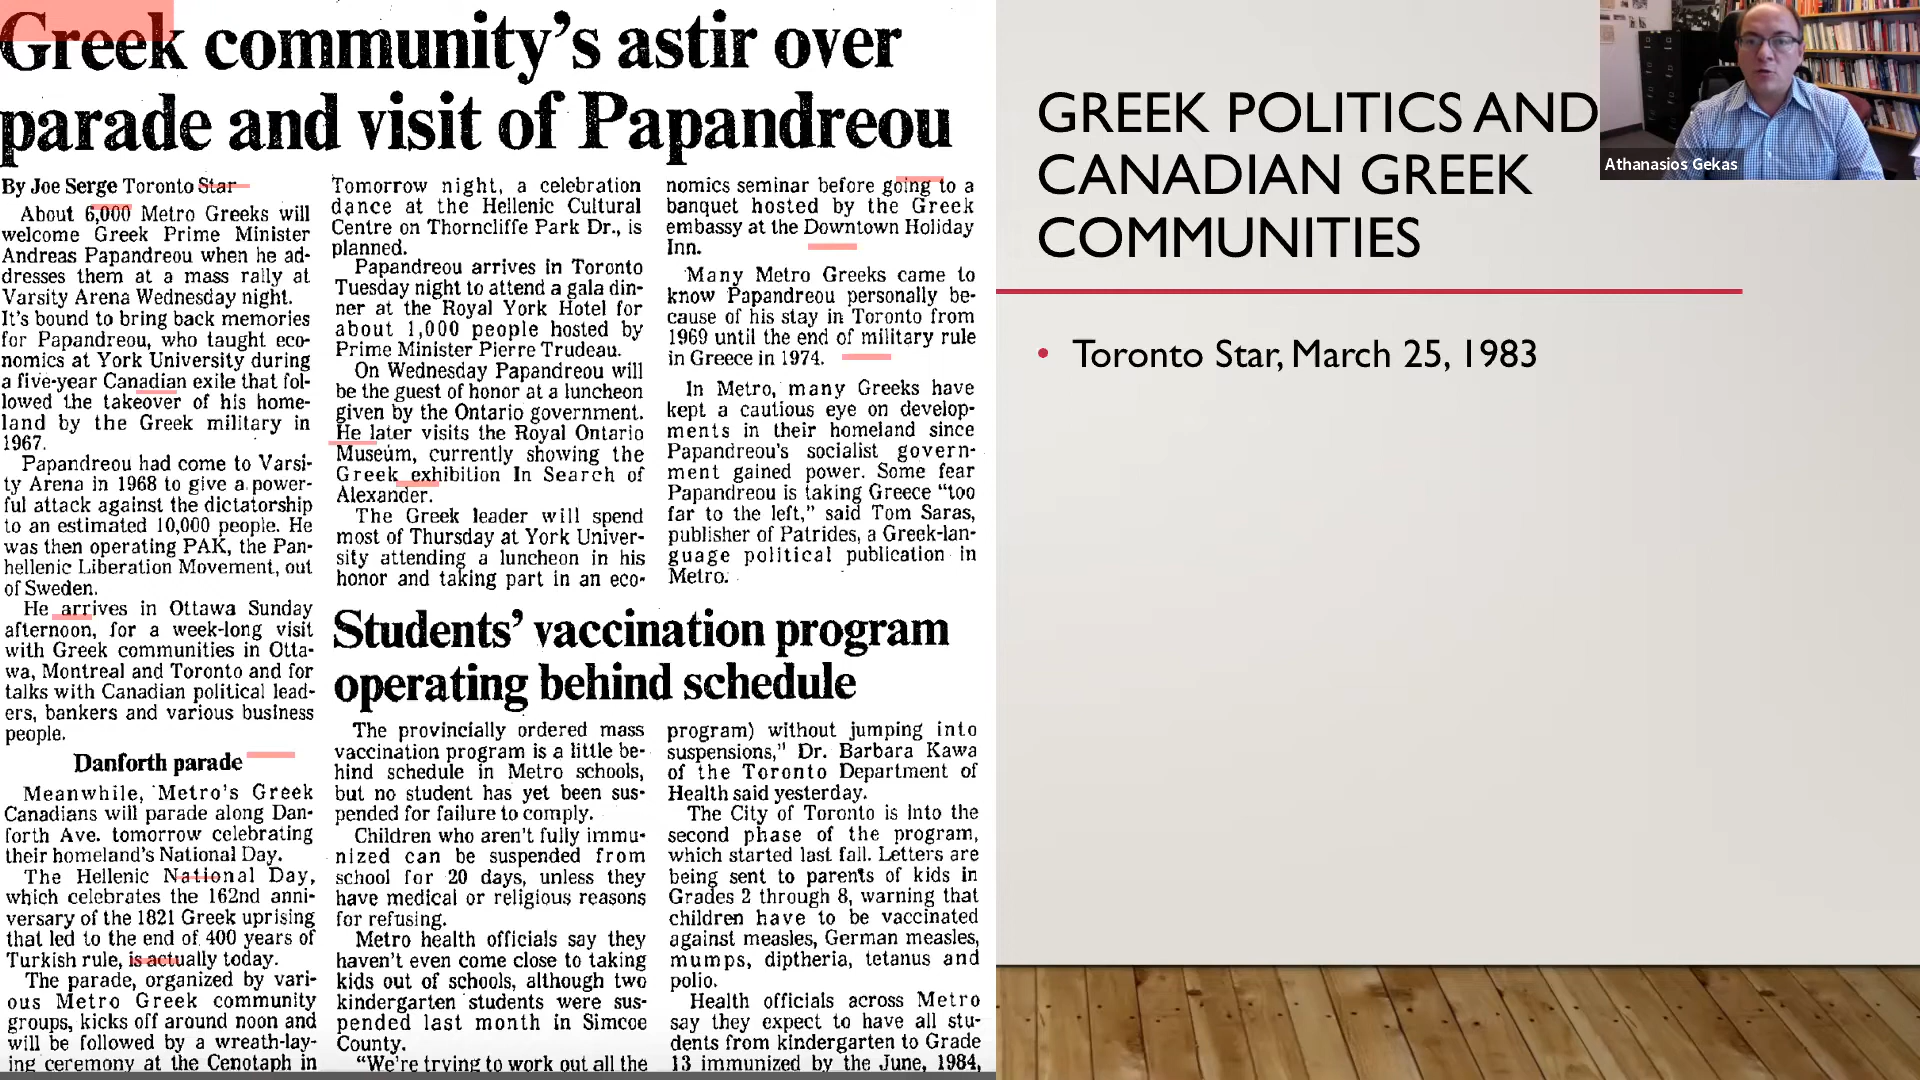 Greek community's astir over
parade and visit of Papandreou
By Joe Serge Toronto Star
About 6,000 Metro Greeks will
welcome Greek Prime Minister
Andreas Papandreou when he ad-
dresses them at a mass rally at
Varsity Arena Wednesday night.
It's bound to bring back memories
for Papandreou, who taught eco-
nomics at York University during
a five-year Canadian exile that fol-
lowed the takeover of his home-
land by the Greek military in
1967.
Papandreou had come to Varsi-
ty Arena in 1968 to give a power-
ful attack against the dictatorship
to an estimated 10,000 people. He
was then operating PAK, the Pan-
hellenic Liberation Movement, out
of Sweden.
He arrives in Ottawa Sunday
afternoon, for a week-long visit
with Greek communities in Otta-
wa, Montreal and Toronto and for
talks with Canadian political lead-
ers, bankers and various business
people.
Danforth parade
Meanwhile, Metro's Greek
Canadians will parade along Dan-
forth Ave. tomorrow celebrating
their homeland's National Day.
The Hellenic National Day,
which celebrates the 162nd anni-
versary of the 1821 Greek uprising
that led to the end of 400 years of
Turkish rule, is actually today.
The parade, organized by vari-
ous Metro Greek community
groups, kicks off around noon and
will be followed by a wreath-lay-
ing ceremony at the Cenotaph in
Tomorrow night, a celebration
dance at the Hellenic Cultural
Centre on Thorncliffe Park Dr., is
planned.
Papandreou arrives in Toronto
Tuesday night to attend a gala din-
ner at the Royal York Hotel for
about 1,000 people hosted by
Prime Minister Pierre Trudeau.
On Wednesday Papandreou will
be the guest of honor at a luncheon
given by the Ontario government.
He later visits the Royal Ontario
Museum, currently showing the
Greek exhibition In Search of
Alexander.
The Greek leader will spend
most of Thursday at York Univer-
sity attending a luncheon in his
honor and taking part in an eco-
nomics seminar before going to a
banquet hosted by the Greek
embassy at the Downtown Holiday
Inn.
Many Metro Greeks came to
know Papandreou personally be-
cause of his stay in Toronto from
1969 until the end of military rule
in Greece in 1974.
In Metro, many Greeks have
kept a cautious eye on develop-
ments in their homeland since
Papandreou's socialist govern-
ment gained power. Some fear
Papandreou is taking Greece "too
far to the left," said Tom Saras,
publisher of Patrides, a Greek-lan-
guage political publication in
Metro.
Students' vaccination program
operating behind schedule
The provincially ordered mass
vaccination program is a little be-
hind schedule in Metro schools,
but no student has yet been sus-
pended for failure to comply.
Children who aren't fully immu-
nized can be suspended from
school for 20 days, unless they
have medical or religious reasons
for refusing.
Metro health officials say they
haven't even come close to taking
kids out of schools, although two
kindergarten students were sus-
pended last month in Simcoe
County.
"We're trying to work out all the
program) without jumping into
suspensions," Dr. Barbara Kawa
of the Toronto Department of
Health said yesterday.
The City of Toronto is into the
second phase of the program,
which started last fall. Letters are
being sent to parents of kids in
Grades 2 through 8, warning that
children have to be vaccinated
against measles, German measles,
mumps, diptheria, tetanus and
polio.
Health officials across Metro
say they expect to have all stu-
dents from kindergarten to Grade
13 immunized by the June, 1984,
GREEK POLITICS AND
CANADIAN GREEK
COMMUNITIES
• Toronto Star, March 25, 1983
Athanasios Gekas